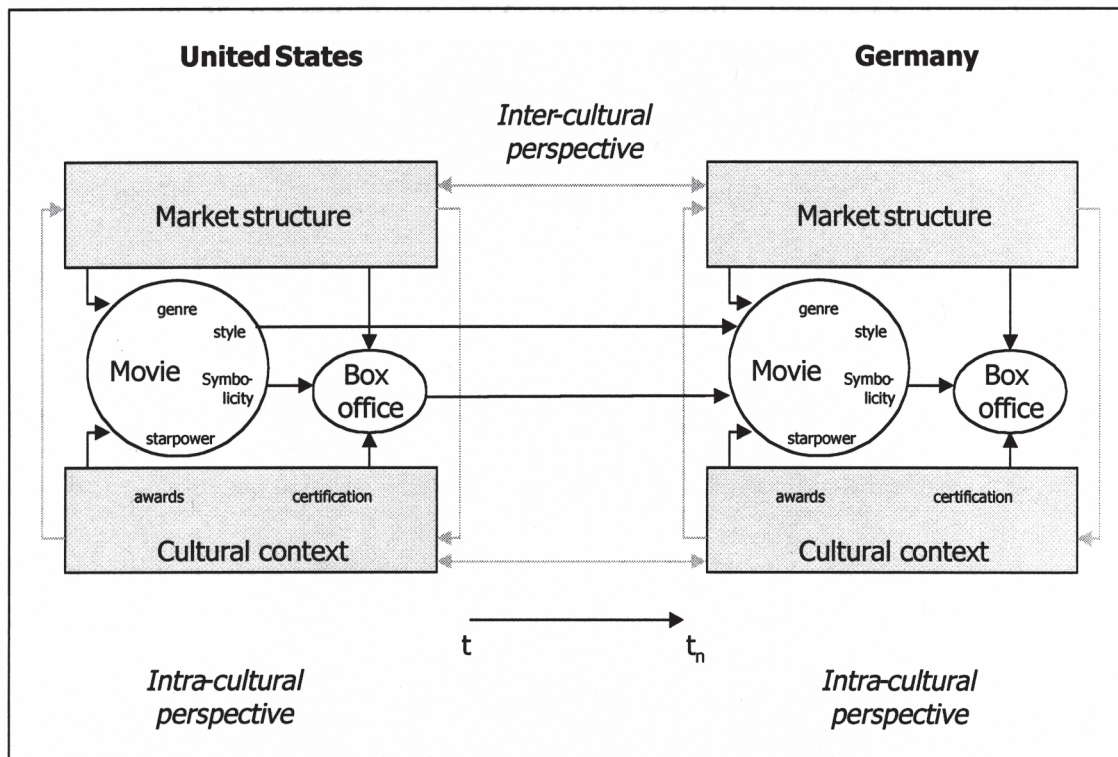 United States
Germany
Inter-cultural
perspective
Market structure
Market structure
genre
style
Movie
Symbo-
licity
starpower
Box
office
genre
style
Movie
Symbo-
licity
starpower
Box
office
awards
certification
Cultural context
awards
certification
Cultural context
t
tn
Intra-cultural
perspective
Intra-cultural
perspective